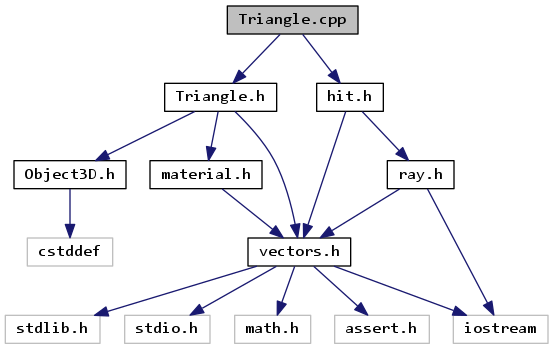 Triangle.cpp
Triangle.h
hit.h
Object3D.h
material.h
ray.h
cstddef
vectors.h
stdlib.h
stdio.h
math.h
assert.h
iostream